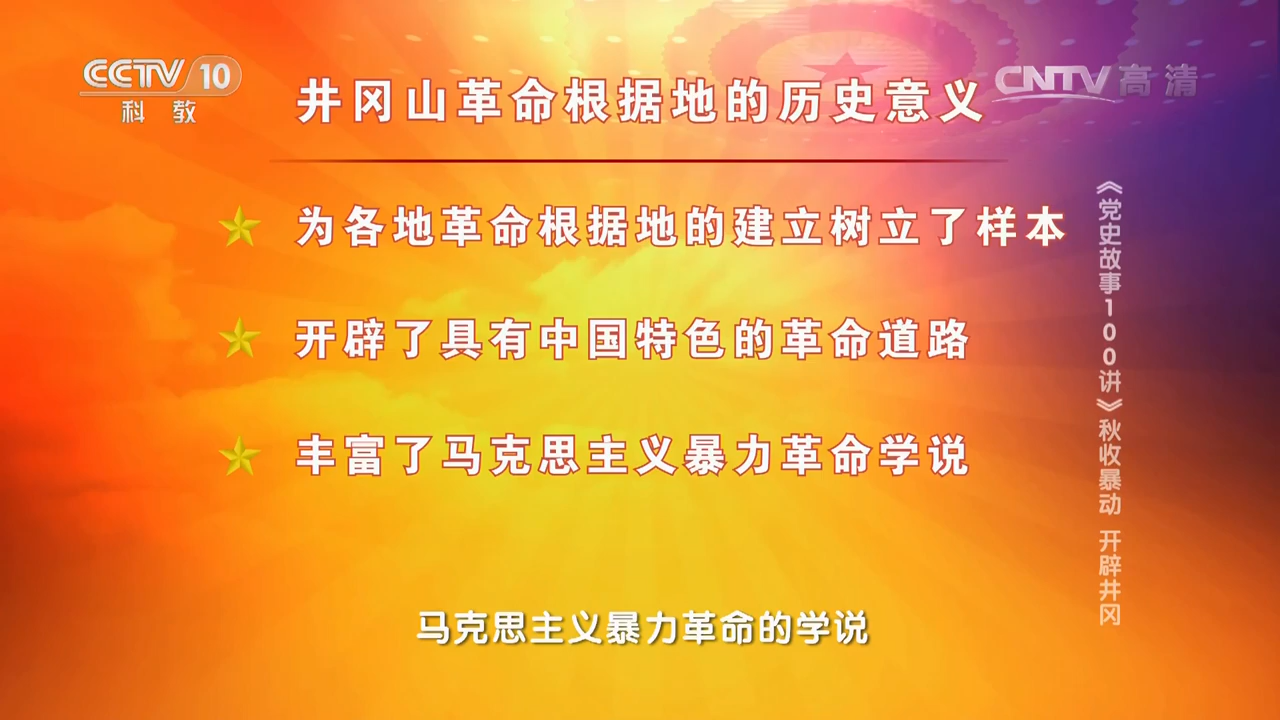 CCTV 10
科教
CNTV 高清
井冈山革命根据地的历史意义
为各地革命根据地的建立树立了样本
开辟了具有中国特色的革命道路
丰富了马克思主义暴力革命学说
《党史故事100讲》秋收暴动 开辟井冈
马克思主义暴力革命的学说